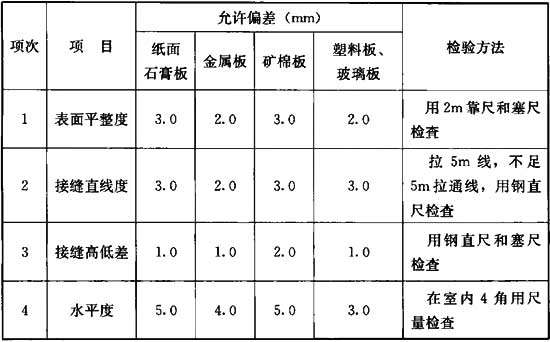 项次
项 目
允许偏差(mm)
检验方法
纸面
石膏板
金属板
矿棉板
塑料板、
玻璃板
1
表面平整度
3.0
2.0
3.0
2.0
用2m靠尺和塞尺
检查
2
接缝直线度
3.0
2.0
3.0
3.0
拉5m线,不足
5m拉通线,用钢直
尺检查
3
接缝高低差
1.0
1.0
2.0
1.0
用钢直尺和塞尺
检查
4
水平度
5.0
4.0
5.0
3.0
在室内4角用尺
量检查